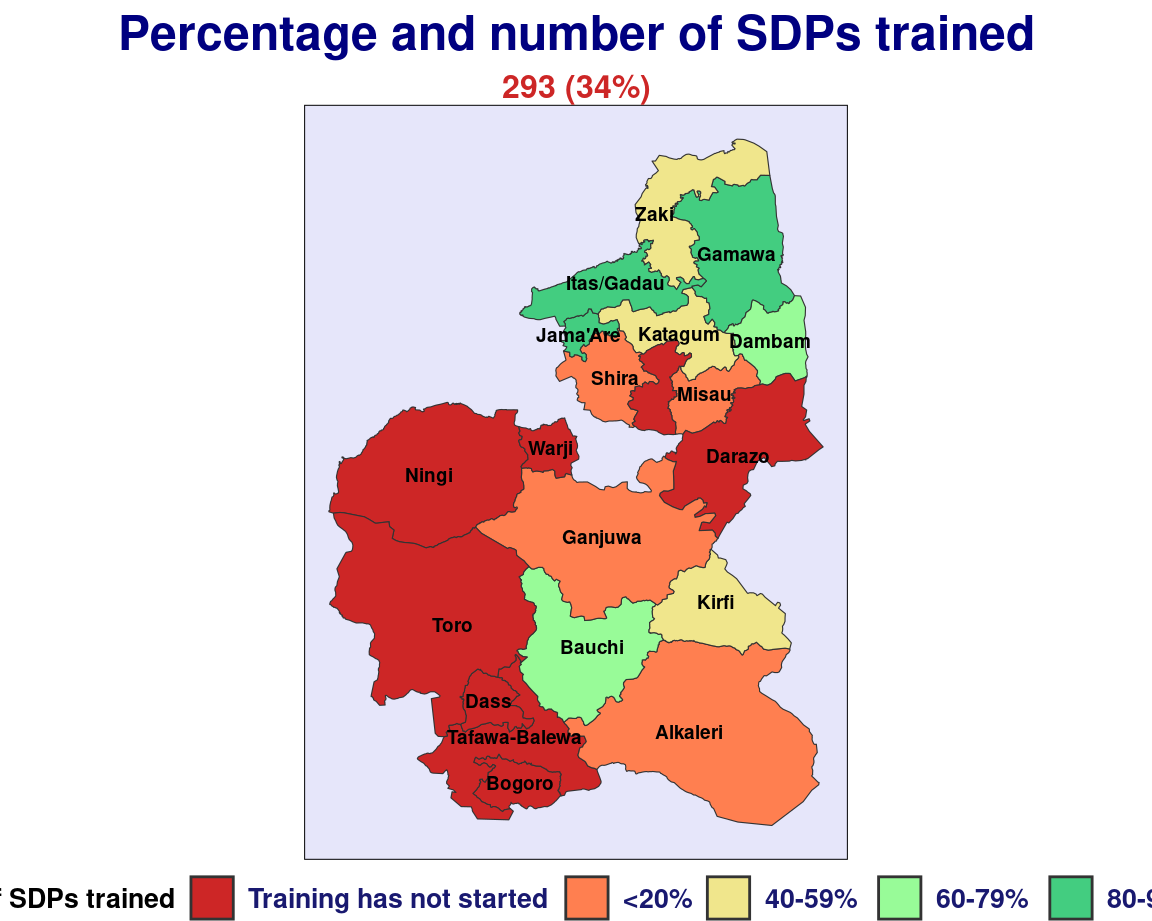 Percentage and number of SDPs trained
293 (34%)
Zaki
Gamawa
Itas/Gadau
Jama'Are
Katagum
Dambam
Shira
Misau
Warji
Darazo
Ningi
Ganjuwa
Kirfi
Toro
Bauchi
Dass
Alkaleri
Tafawa-Balewa
Bogoro
SDPs trained Training has not started <20% 40-59% 60-79% 80-9